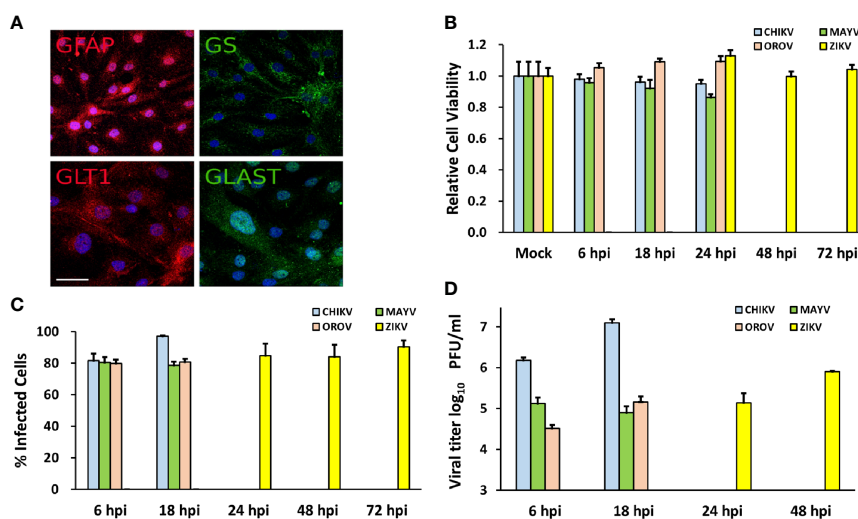 A
GFAP
GS
GLT1
GLAST
B
CHIKV MAYV
OROV ZIKV
Relative Cell Viability
1.2
1.0
0.8
0.6
0.4
0.2
0.0
Mock 6 hpi 18 hpi 24 hpi 48 hpi 72 hpi
C
CHIKV MAYV
OROV ZIKV
% Infected Cells
100
80
60
40
20
0
6 hpi 18 hpi 24 hpi 48 hpi 72 hpi
D
CHIKV MAYV
OROV ZIKV
Viral titer log10 PFU/ml
7
6
5
4
3
6 hpi 18 hpi 24 hpi 48 hpi